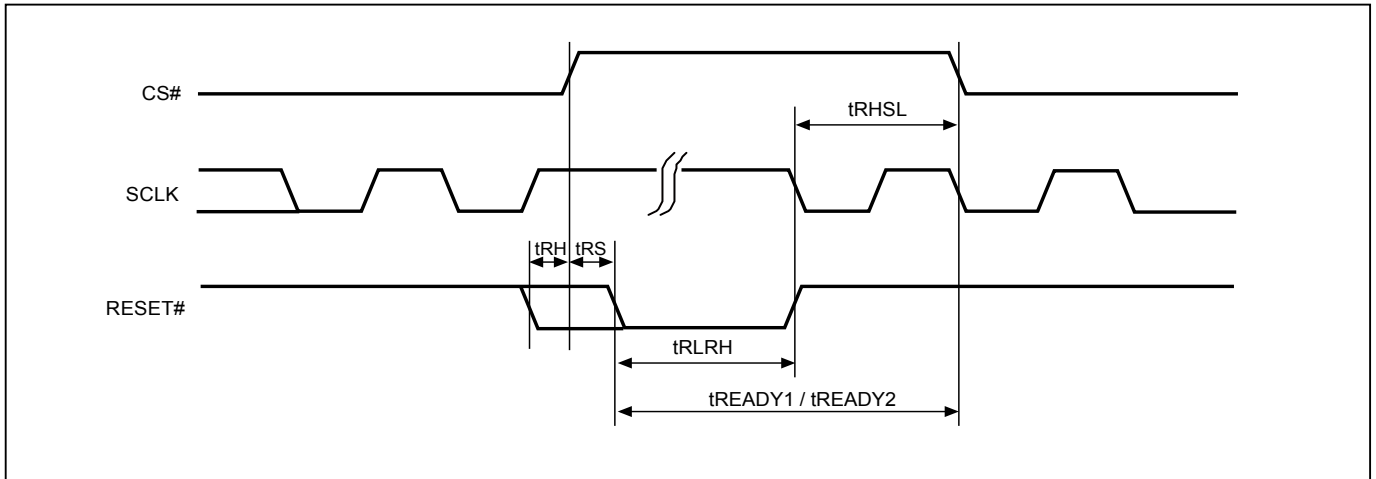 CS#
tRHSL
SCLK
tRH tRS
RESET#
tRLRH
tREADY1 / tREADY2